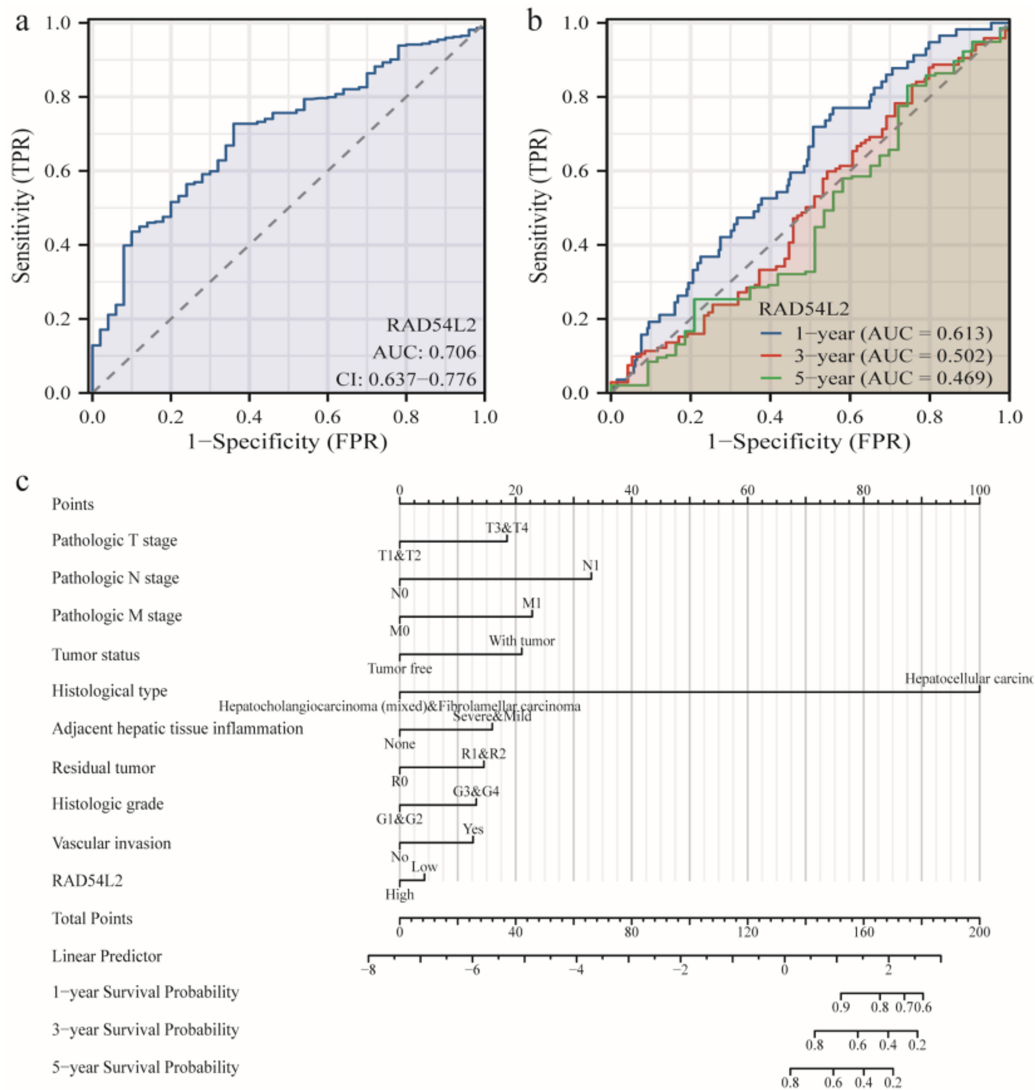 a
1.0
0.8
0.6
0.4
0.2
0.0
Sensitivity (TPR)
RAD54L2
AUC: 0.706
CI: 0.637−0.776
0.0 0.2 0.4 0.6 0.8 1.0
1−Specificity (FPR)
b
1.0
0.8
0.6
0.4
0.2
0.0
Sensitivity (TPR)
RAD54L2
1−year (AUC = 0.613)
3−year (AUC = 0.502)
5−year (AUC = 0.469)
0.0 0.2 0.4 0.6 0.8 1.0
1−Specificity (FPR)
c
Points 0 20 40 60 80 100
Pathologic T stage T1&T2 T3&T4
Pathologic N stage N0 N1
Pathologic M stage M0 M1
Tumor status Tumor free With tumor
Histological type Hepatocholangiocarcinoma (mixed)&Fibrolamellar carcinoma Hepatocellular carcino
Adjacent hepatic tissue inflammation None Severe&Mild
Residual tumor R0 R1&R2
Histologic grade G1&G2 G3&G4
Vascular invasion No Yes
RAD54L2 High Low
Total Points 0 40 80 120 160 200
Linear Predictor −8 −6 −4 −2 0 2
1−year Survival Probability 0.9 0.8 0.7 0.6
3−year Survival Probability 0.8 0.6 0.4 0.2
5−year Survival Probability 0.8 0.6 0.4 0.2